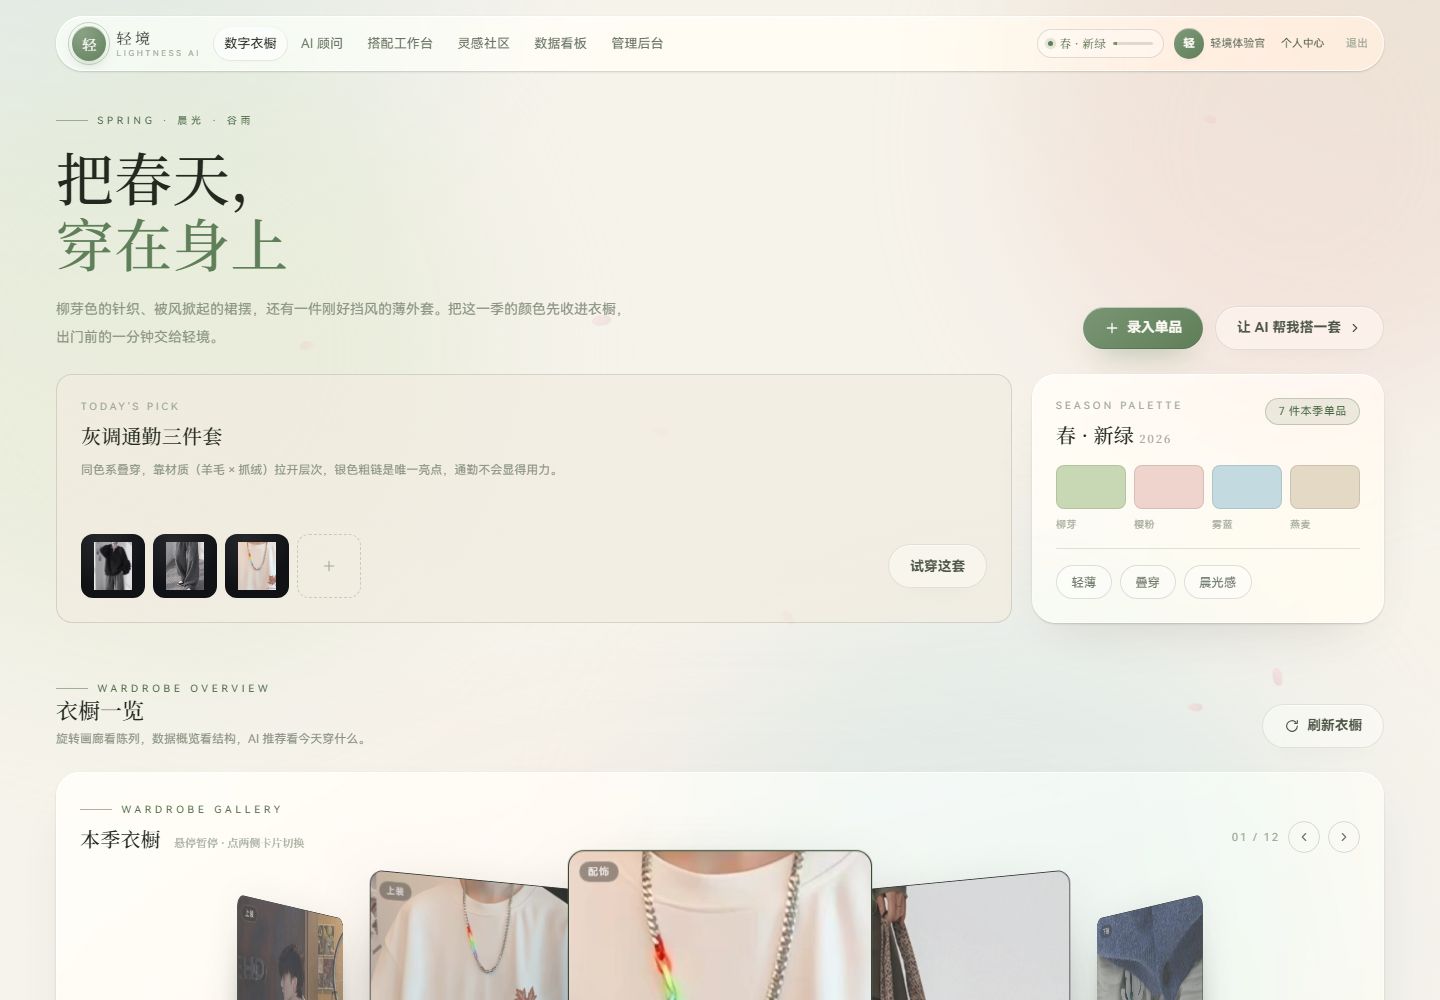 轻
轻境
LIGHTNESS AI
数字衣橱
AI 顾问
搭配工作台
灵感社区
数据看板
管理后台
春 · 新绿
轻
轻境体验官
个人中心
退出
SPRING · 晨光 · 谷雨
把春天，
穿在身上
柳芽色的针织、被风掀起的裙摆，还有一件刚好挡风的薄外套。把这一季的颜色先收进衣橱，
出门前的一分钟交给轻境。
录入单品
让 AI 帮我搭一套
TODAY'S PICK
灰调通勤三件套
同色系叠穿，靠材质（羊毛 × 抓绒）拉开层次，银色粗链是唯一亮点，通勤不会显得用力。
试穿这套
SEASON PALETTE
春 · 新绿 2026
7 件本季单品
柳芽
樱粉
雾蓝
燕麦
轻薄
叠穿
晨光感
WARDROBE OVERVIEW
衣橱一览
旋转画廊看陈列，数据概览看结构，AI 推荐看今天穿什么。
刷新衣橱
WARDROBE GALLERY
本季衣橱
悬停暂停 · 点两侧卡片切换
01 / 12
上装
上装
配饰